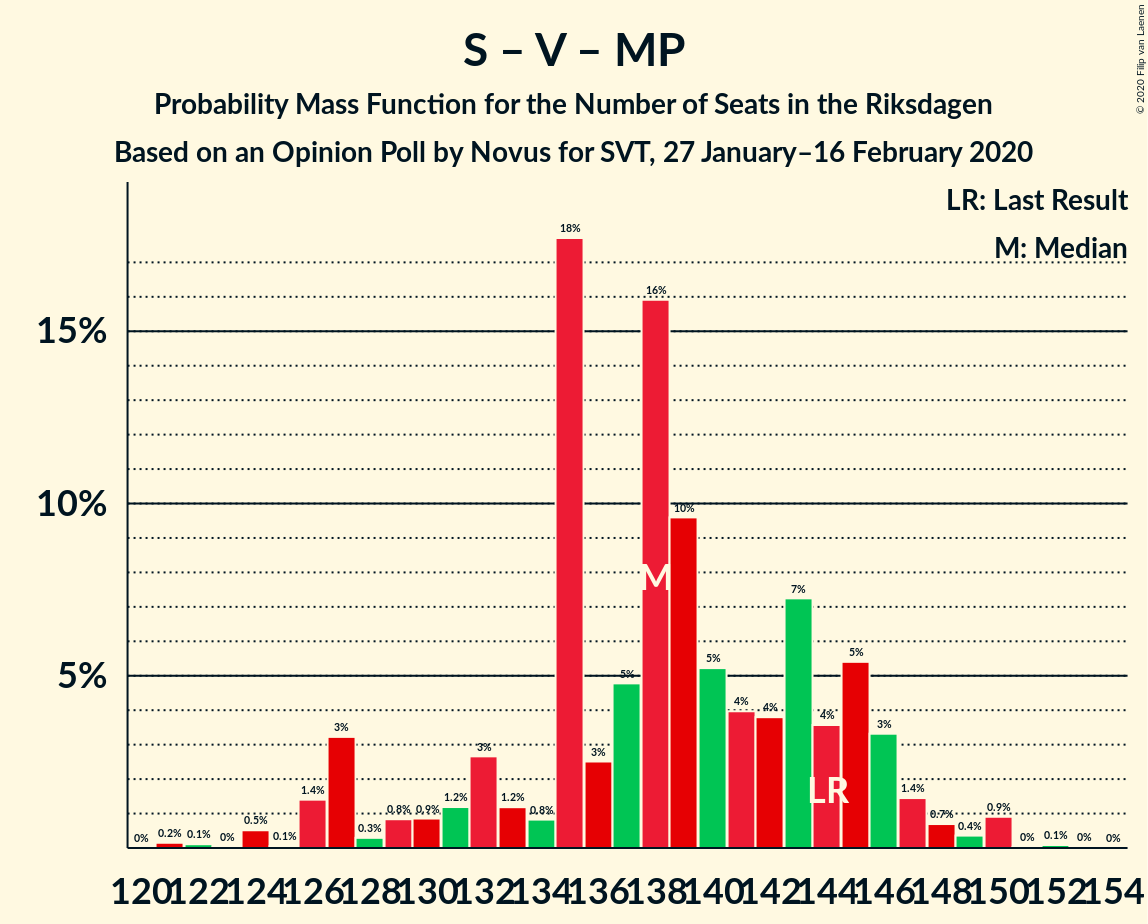 S – V – MP
Probability Mass Function for the Number of Seats in the Riksdagen
Based on an Opinion Poll by Novus for SVT, 27 January–16 February 2020
© 2020 Filip van Laenen
LR: Last Result
M: Median
15%
10%
5%
0% 0.2% 0.1% 0% 0.5% 0.1% 1.4% 3% 0.3% 0.8% 0.9% 1.2% 3% 1.2% 0.8% 18% 3% 5% 16% 10% 5% 4% 4% 7% 4% 5% 3% 1.4% 0.7% 0.4% 0.9% 0% 0.1% 0% 0%
M
LR
120 122 124 126 128 130 132 134 136 138 140 142 144 146 148 150 152 154